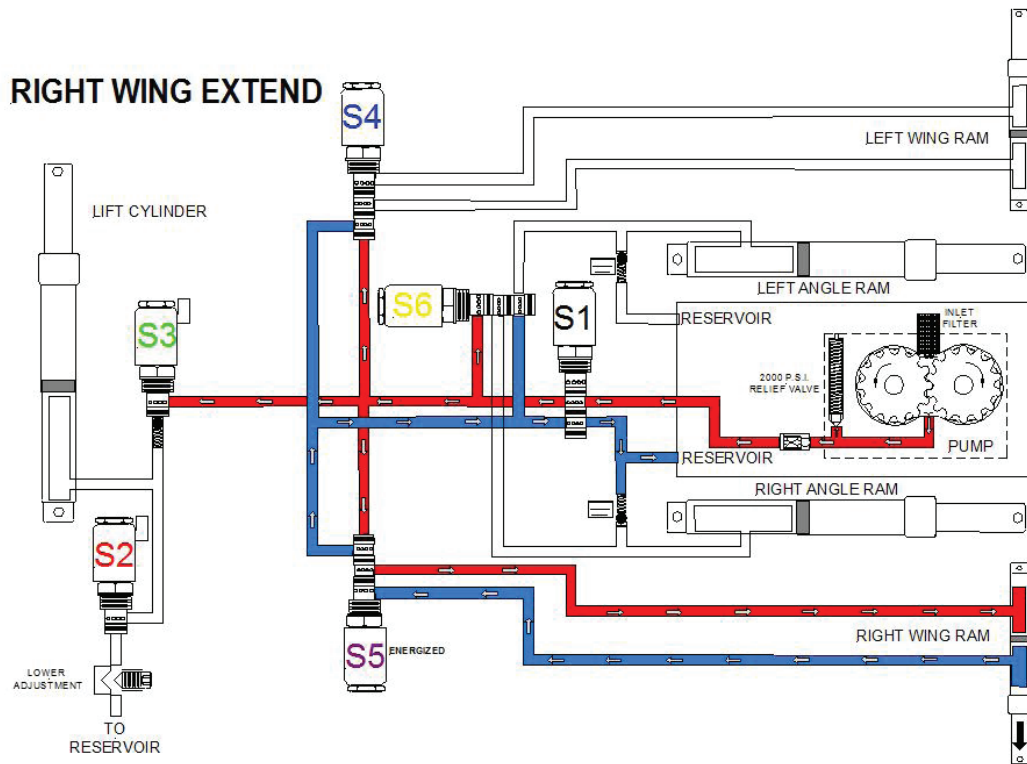 RIGHT WING EXTEND
S4
LEFT WING RAM
LIFT CYLINDER
LEFT ANGLE RAM
S6
S1
S3
RESERVOIR
INLET
FILTER
2000 P.S.I.
RELIEF VALVE
PUMP
RESERVOIR
RIGHT ANGLE RAM
S2
RIGHT WING RAM
S5
ENERGIZED
LOWER
ADJUSTMENT
TO
RESERVOIR